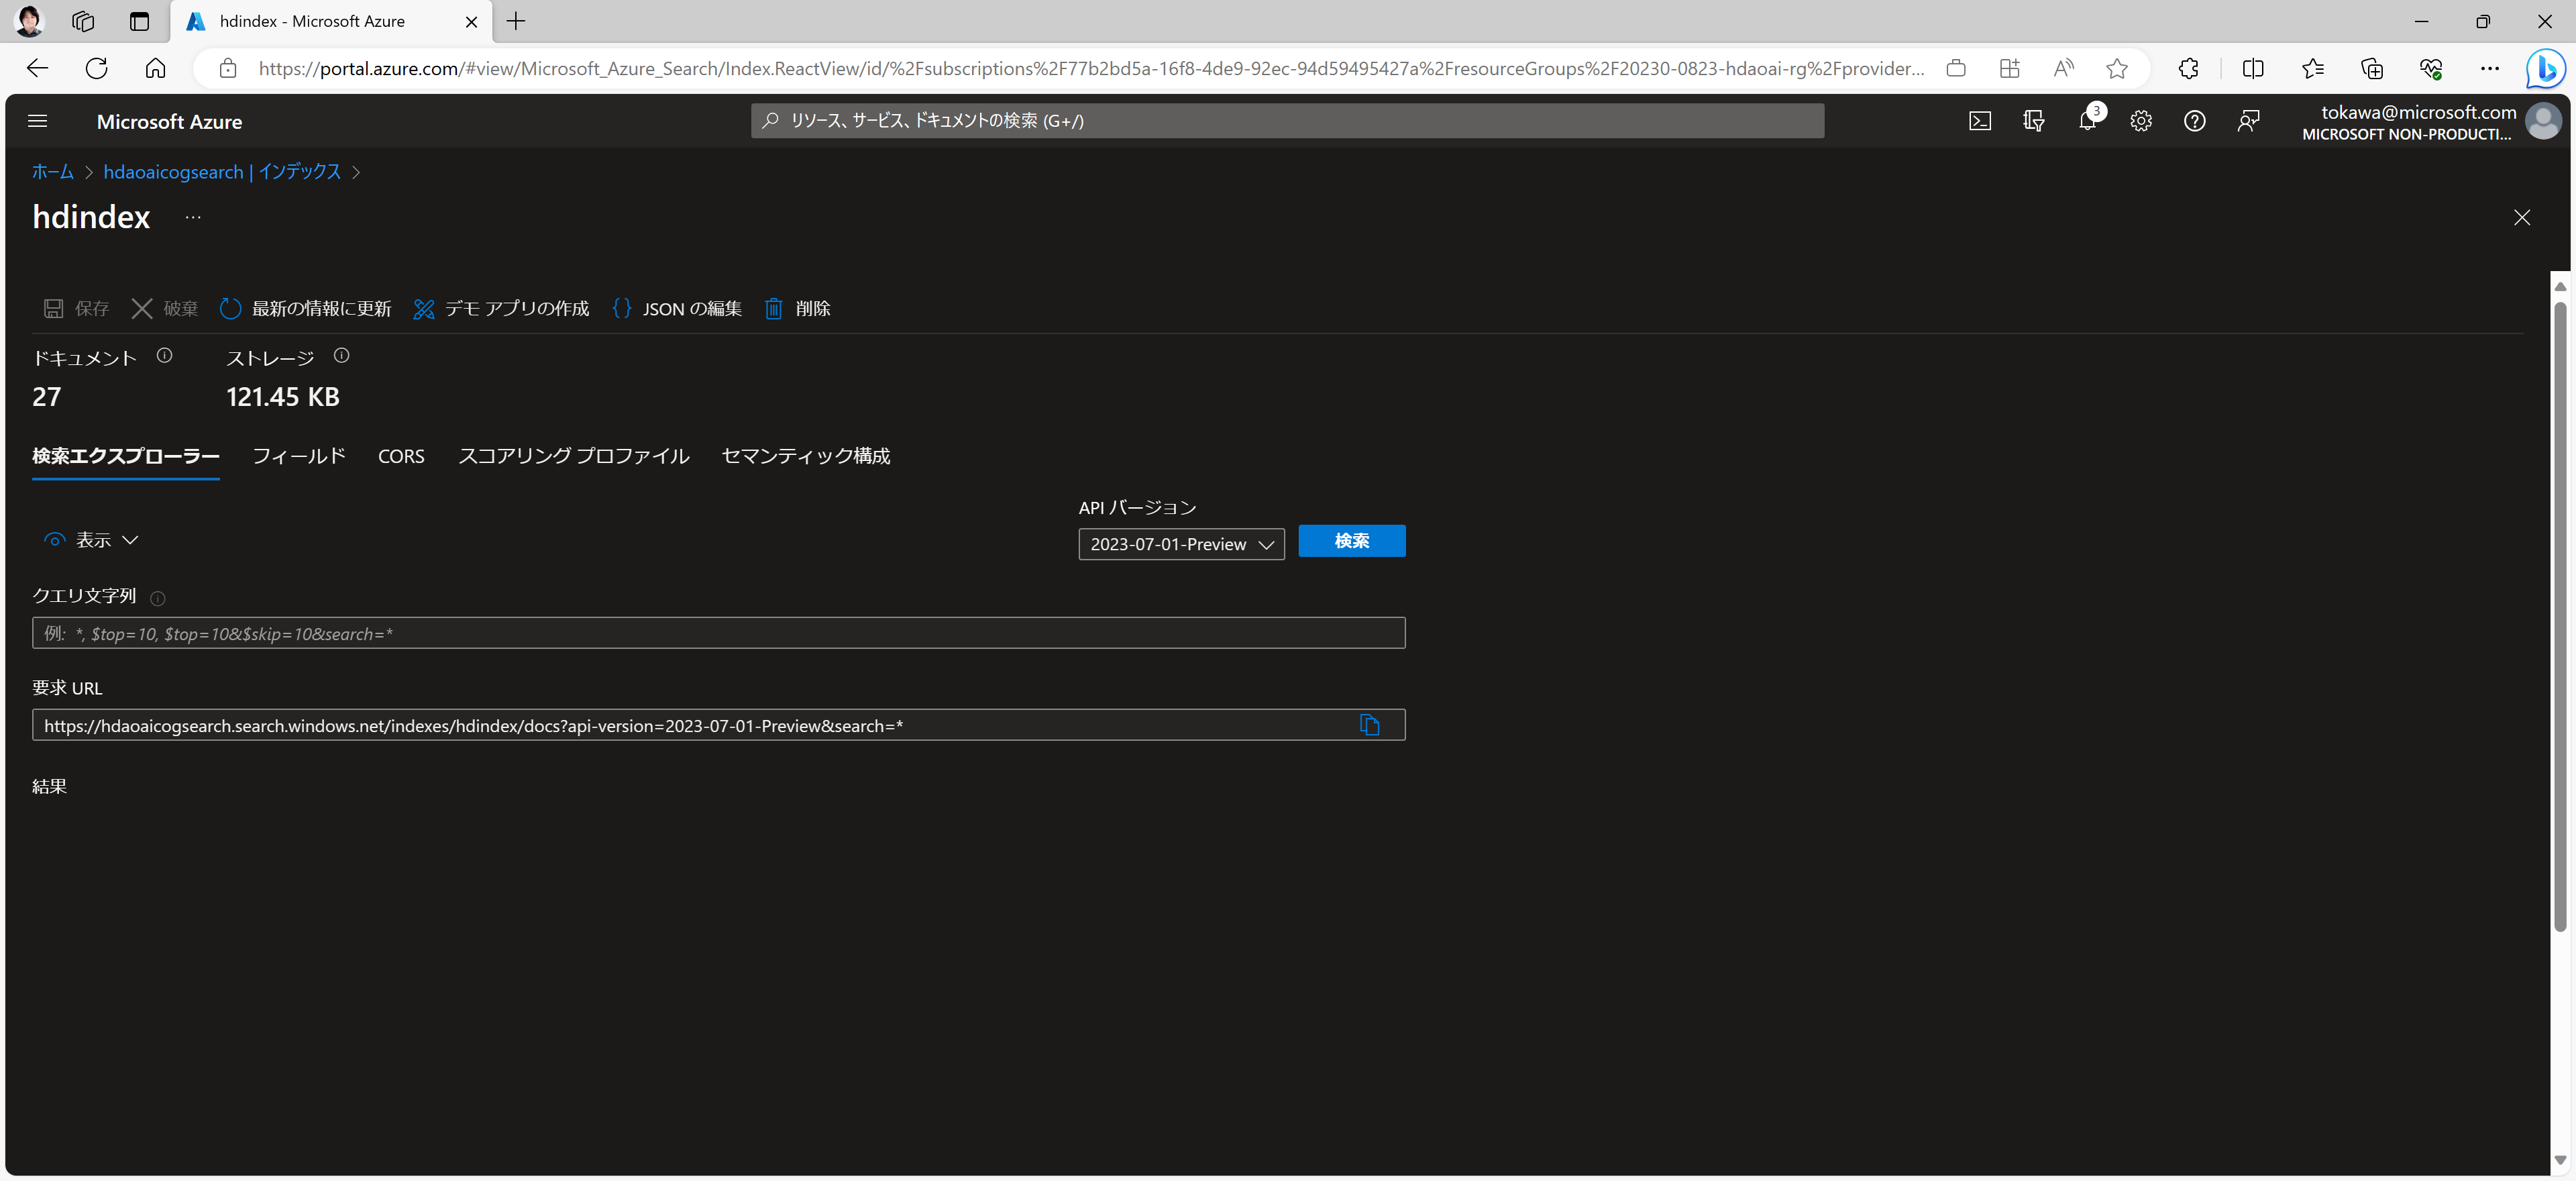 hdindex - Microsoft Azure
https://portal.azure.com/#view/Microsoft_Azure_Search/Index.ReactView/id/%2Fsubscriptions%2F77b2bd5a-16f8-4de9-92ec-94d59495427a%2FresourceGroups%2F20230-0823-hdaoai-rg%2Fprovider...
Microsoft Azure
リソース、サービス、ドキュメントの検索 (G+/)
3
tokawa@microsoft.com
MICROSOFT NON-PRODUCTI...
ホーム > hdaoaicogsearch | インデックス >
hdindex ...
保存 破棄 最新の情報に更新 デモ アプリの作成 {} JSON の編集 削除
ドキュメント ストレージ
27 121.45 KB
検索エクスプローラー フィールド CORS スコアリング プロファイル セマンティック構成
API バージョン
表示 2023-07-01-Preview 検索
クエリ文字列
例: *, $top=10, $top=10&$skip=10&search=*
要求 URL
https://hdaoaicogsearch.search.windows.net/indexes/hdindex/docs?api-version=2023-07-01-Preview&search=*
結果